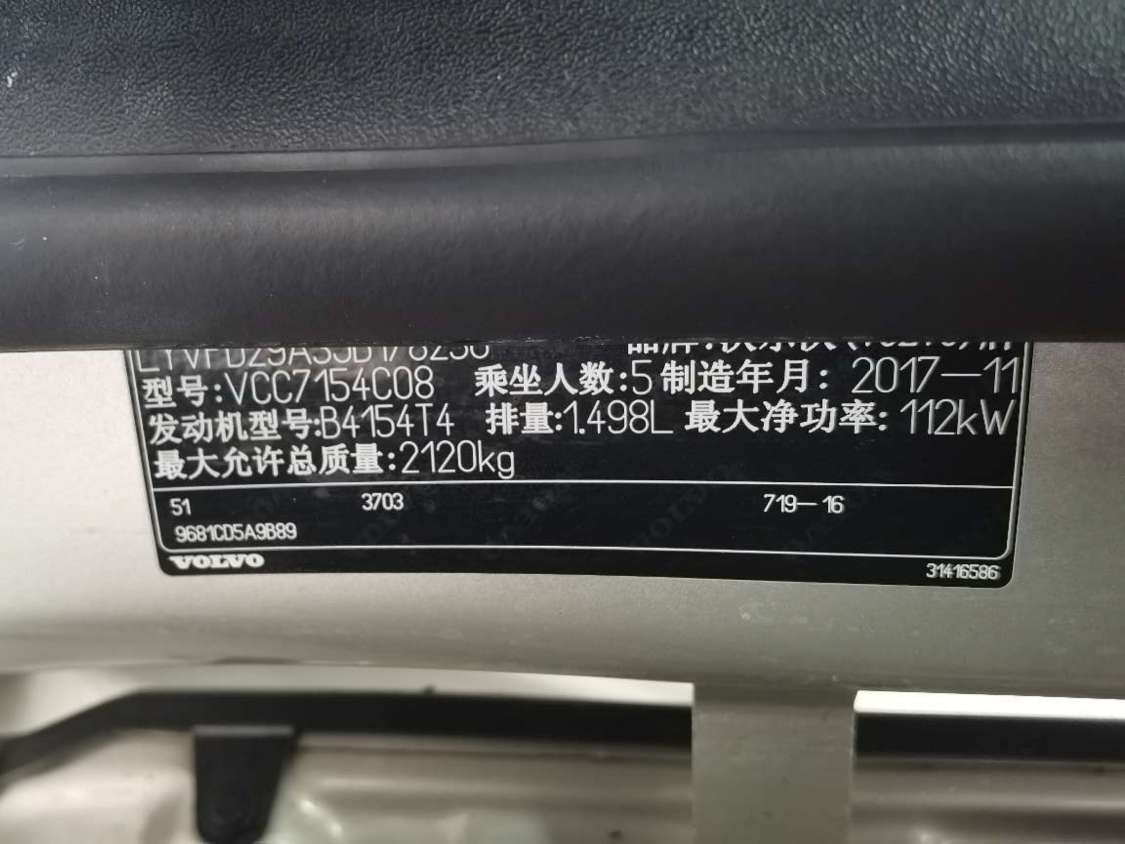 型号:VCC7154C08 乘坐人数:5 制造年月: 2017—11
发动机型号:B4154T4 排量:1.498L 最大净功率: 112kW
最大允许总质量:2120kg
51 3703 719—16
9681CD5A9B89
VOLVO 31416586